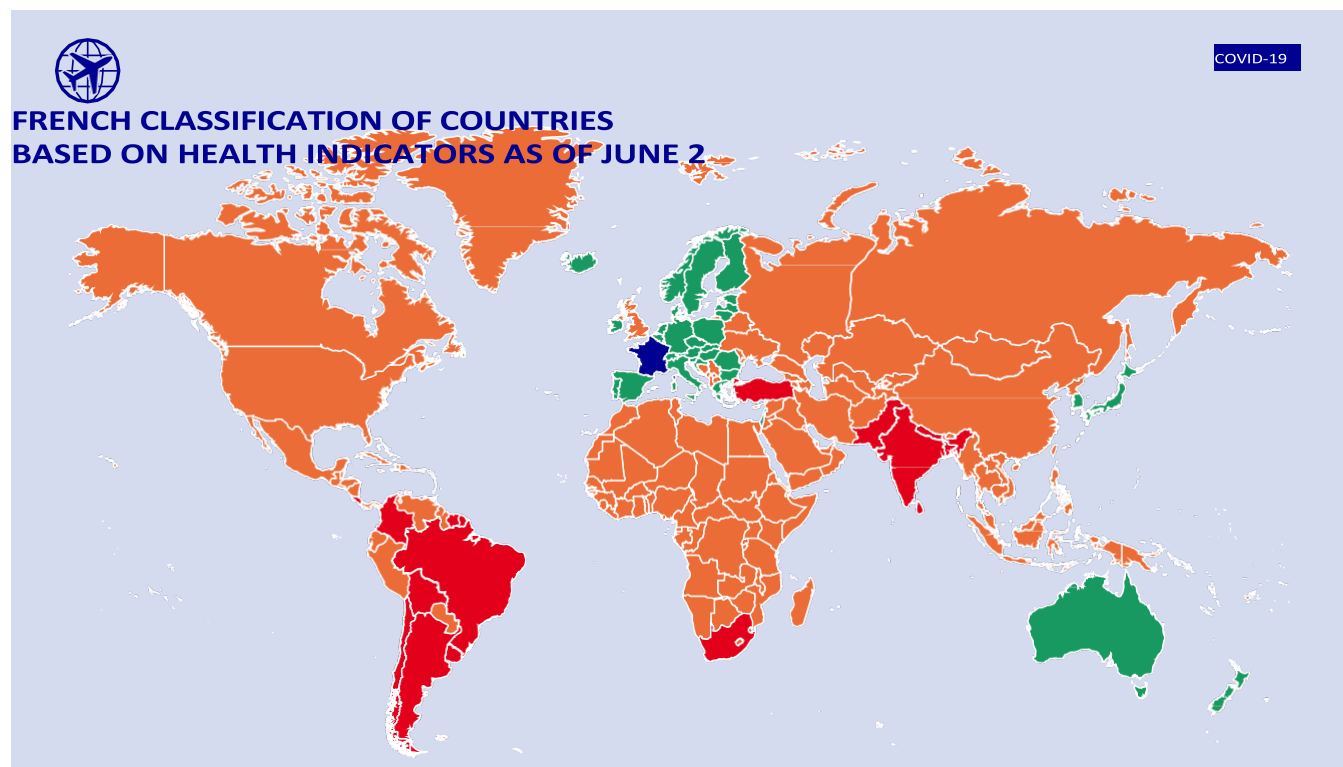 COVID-19
FRENCH CLASSIFICATION OF COUNTRIES
BASED ON HEALTH INDICATORS AS OF JUNE 2